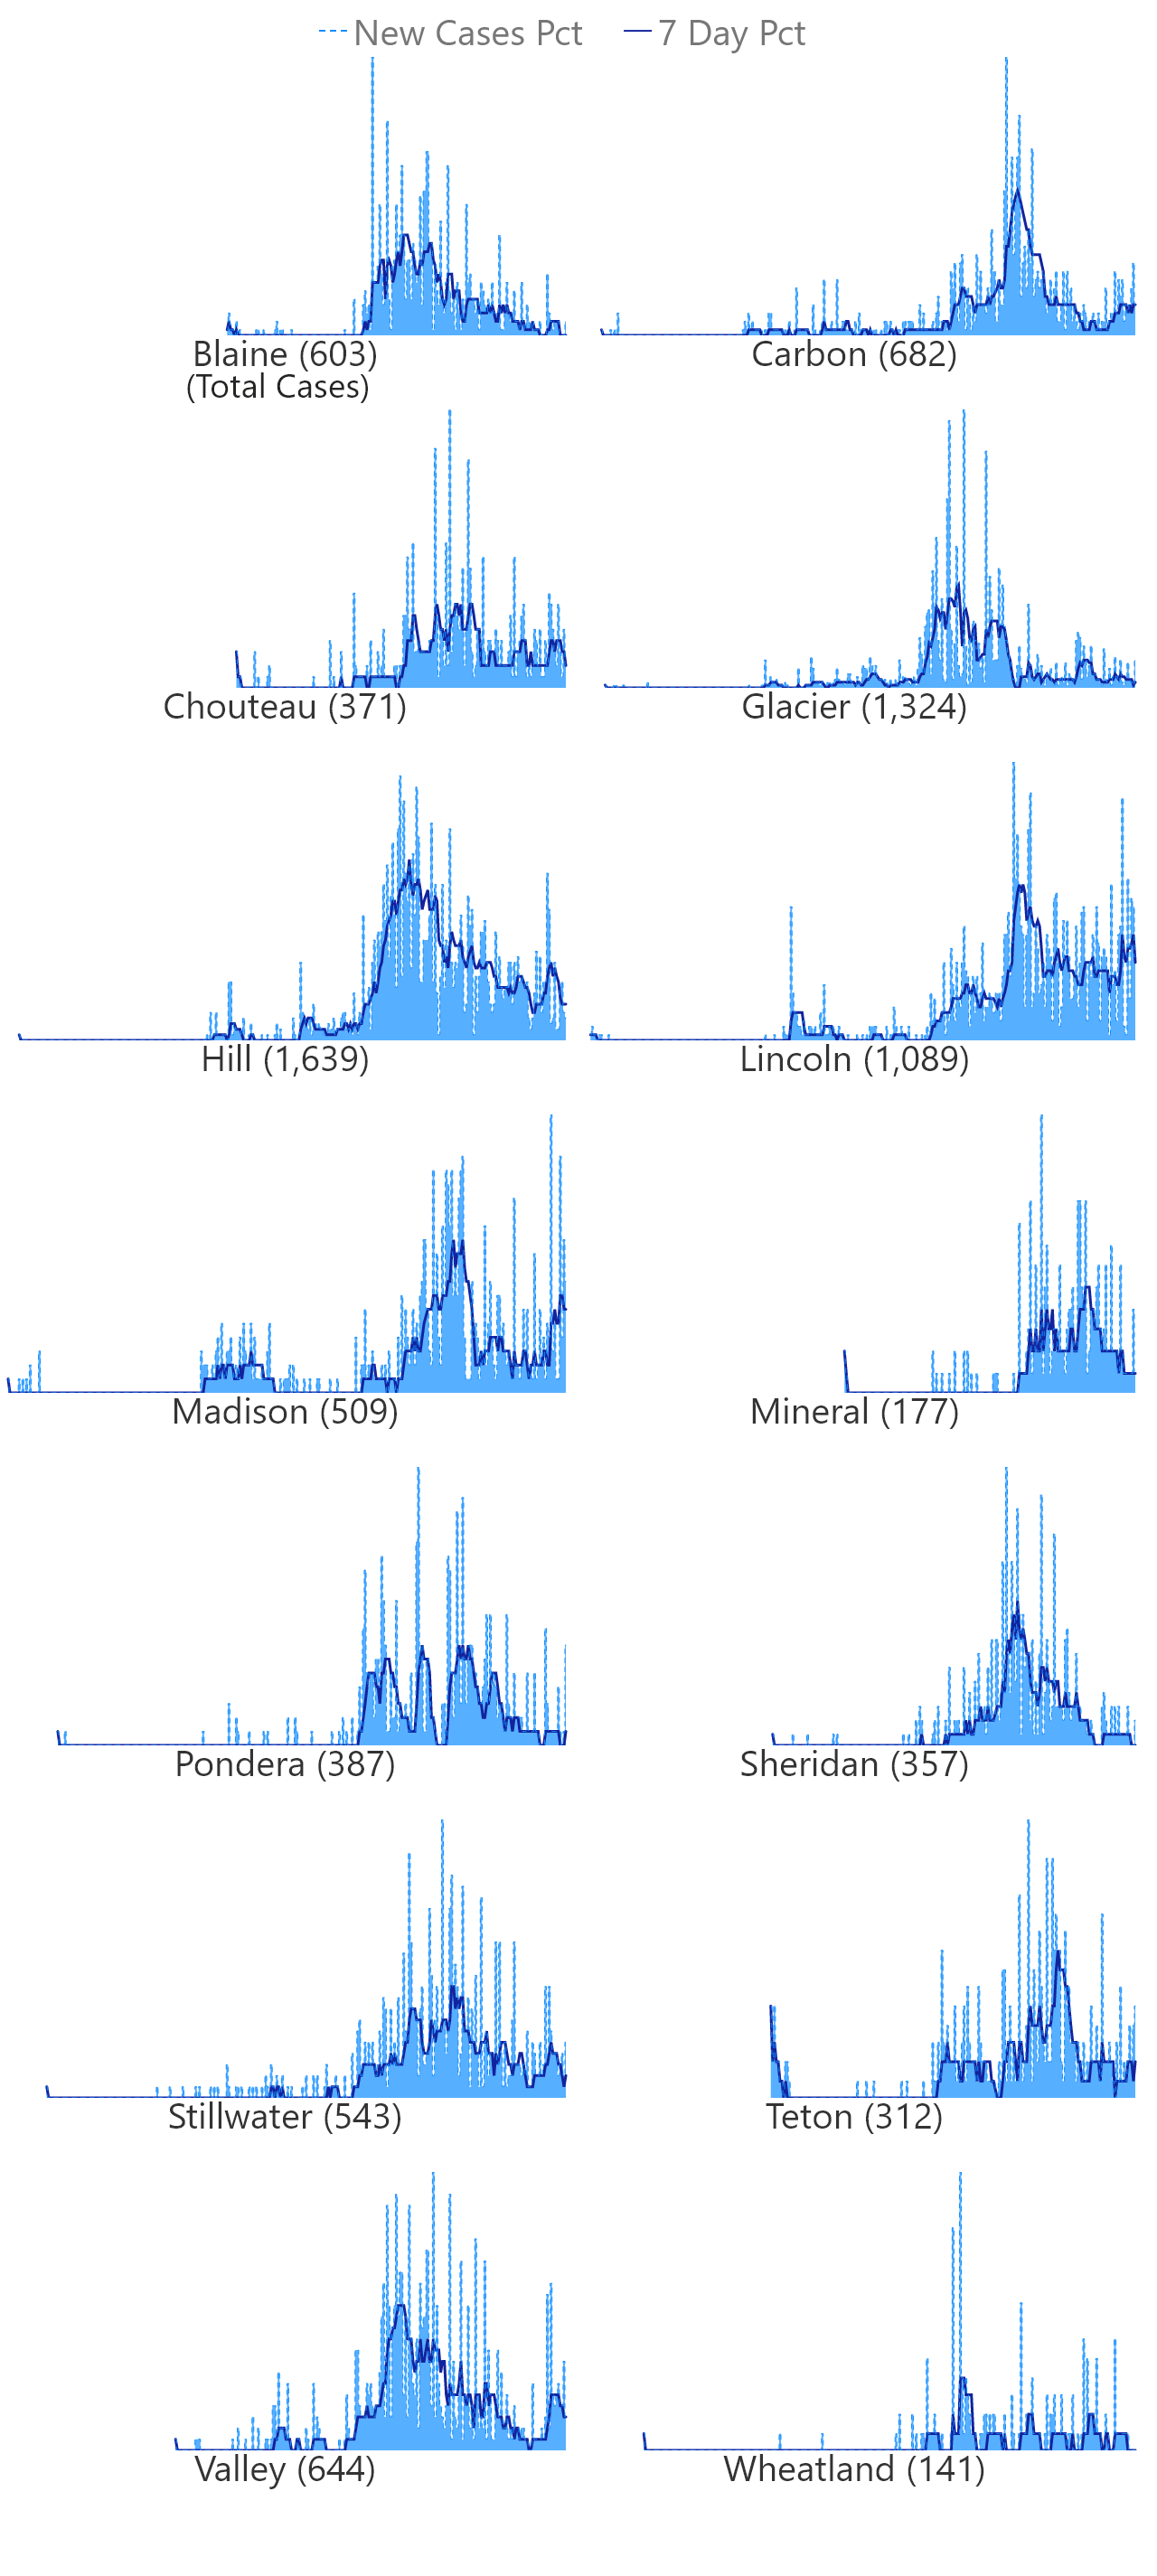 New Cases Pct 7 Day Pct
Blaine (603) Carbon (682)
(Total Cases)
Chouteau (371) Glacier (1,324)
Hill (1,639) Lincoln (1,089)
Madison (509) Mineral (177)
Pondera (387) Sheridan (357)
Stillwater (543) Teton (312)
Valley (644) Wheatland (141)